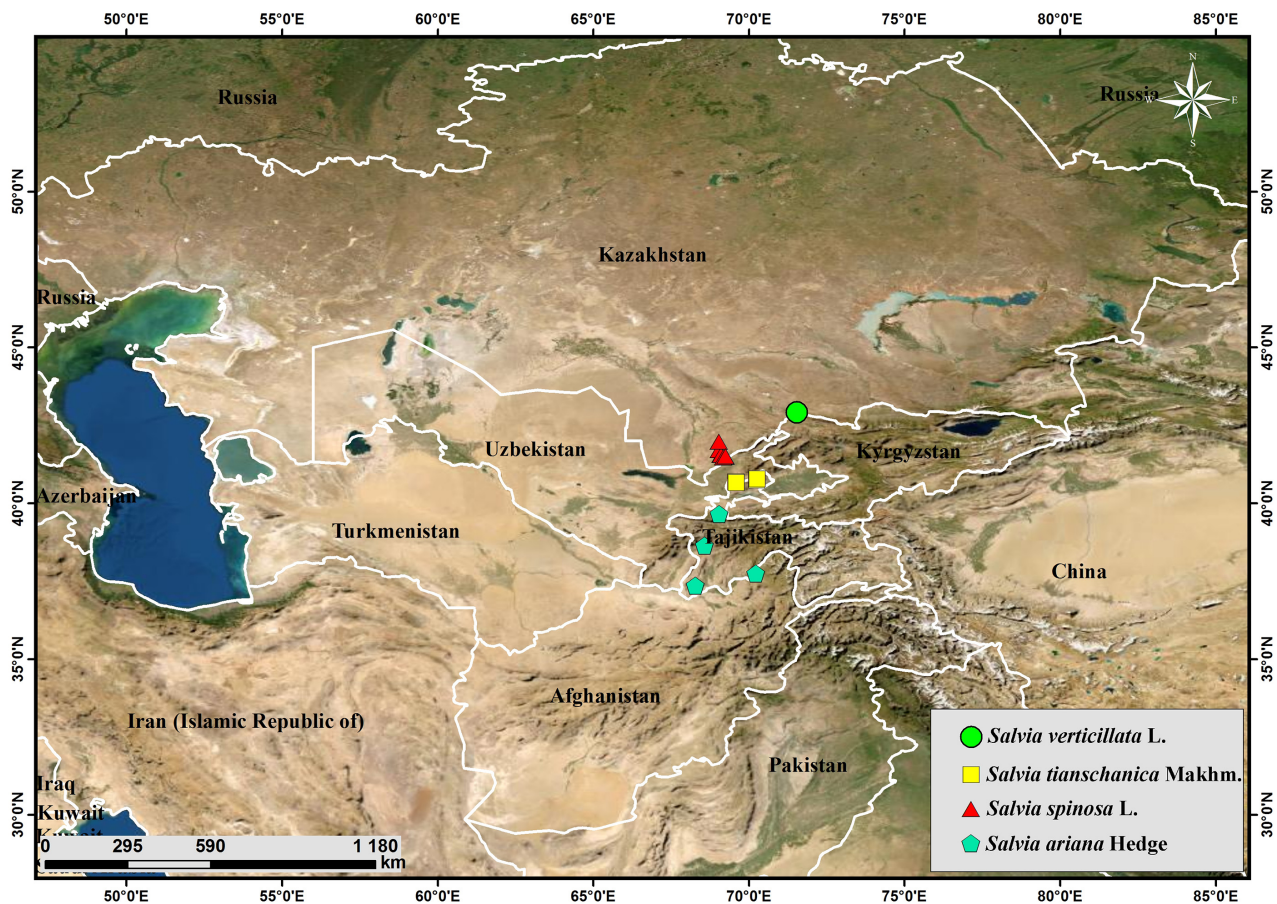 50°0'E 55°0'E 60°0'E 65°0'E 70°0'E 75°0'E 80°0'E 85°0'E
Russia
Russia
N
W E
S
50°0'N
50°0'N
Kazakhstan
Russia
45°0'N
45°0'N
Uzbekistan
Kyrgyzstan
Azerbaijan
40°0'N
40°0'N
Turkmenistan
Tajikistan
China
35°0'N
35°0'N
Afghanistan
Iran (Islamic Republic of)
Pakistan
Iraq
Kuwait
Kuwait
30°0'N
30°0'N
Salvia verticillata L.
Salvia tianschanica Makhm.
Salvia spinosa L.
Salvia ariana Hedge
0 295 590 1 180
km
50°0'E 55°0'E 60°0'E 65°0'E 70°0'E 75°0'E 80°0'E 85°0'E